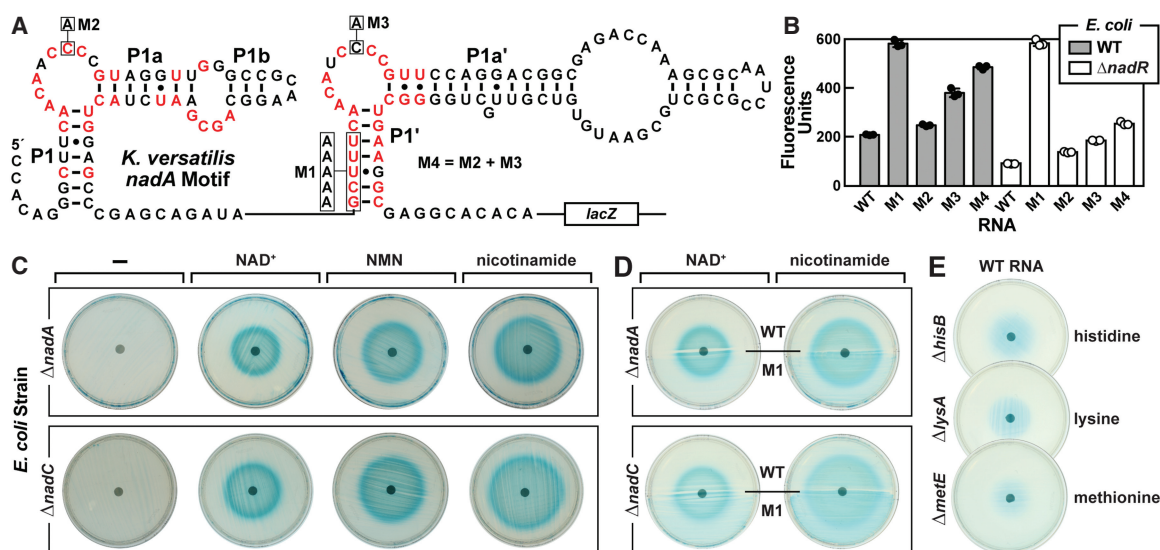 A
A M2
A M3
P1a
P1b
P1a'
C
C
G U A G G U U G G G C C G C
A C U C U A
G C U U C C A G G A C G G C G A G A C C A A G C G C A A U
P1
5´
C C C A C A G G
K. versatilis
nadA Motif
M1
A A A A A
U U U C G
P1'
M4 = M2 + M3
C C G A G C A G A U A
G A G G C A C A C A
lacZ
B
Fluorescence
Units
600
400
200
0
E. coli
WT
ΔnadR
WT M1 M2 M3 M4 WT M1 M2 M3 M4
RNA
C
– NAD⁺ NMN nicotinamide
E. coli Strain
ΔnadA
ΔnadC
D
NAD⁺ nicotinamide
ΔnadA
WT
M1
ΔnadC
WT
M1
E
WT RNA
ΔhisB histidine
ΔlysA lysine
ΔmetE methionine